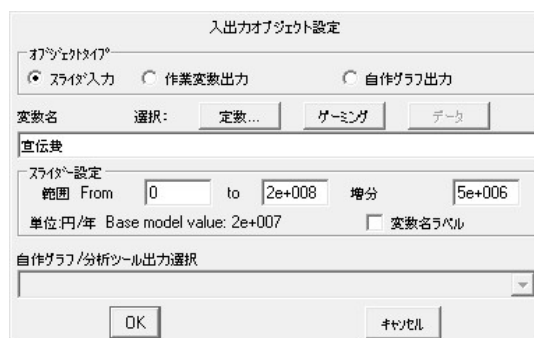 入出力オブジェクト設定
オブジェクトタイプ
スライダ入力 作業変数出力 自作グラフ出力
変数名 選択: 定数... ゲーミング データ
宣伝費
スライダー設定
範囲 From 0 to 2e+008 増分 5e+006
単位:円/年 Base model value: 2e+007 変数名ラベル
自作グラフ/分析ツール出力選択
OK キャンセル